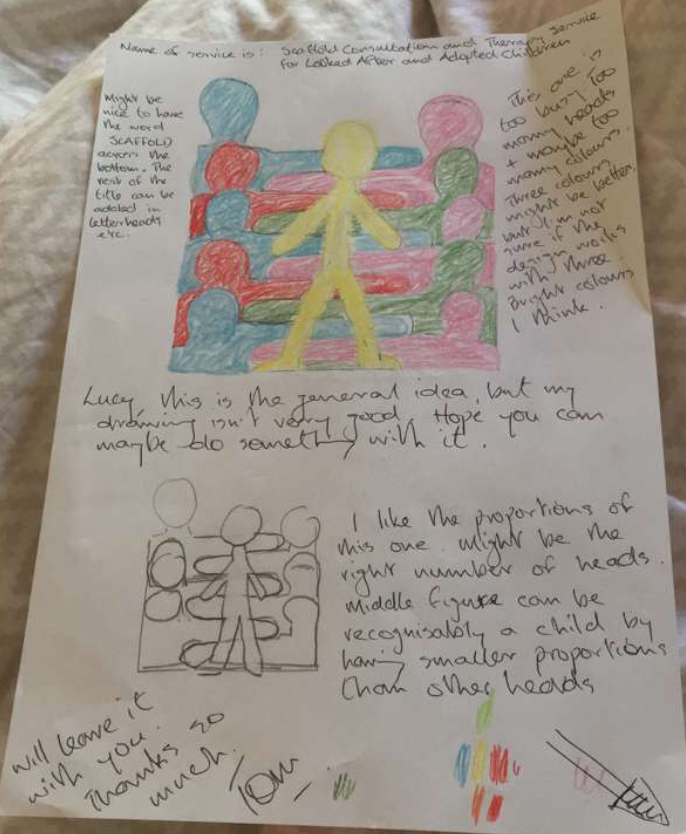 Name of service is: Scaffold Consultation and Therapy Service
for Looked After and Adopted Children
Might be
nice to have
the word
SCAFFOLD
across the
bottom. The
rest of the
title can be
added in
letterheads
etc.
This one is
too busy. Too
many heads
+ maybe too
many colours.
Three colours
might be better.
but I'm not
sure if the
design works
with three
bright colours
I think.
Lucy, this is the general idea, but my
drawing isn't very good. Hope you can
maybe do something with it.
I like the proportions of
this one. Might be the
right number of heads.
Middle figure can be
recognisably a child by
having smaller proportions
than other heads
will leave it
with you.
Thanks so
much.
Tom